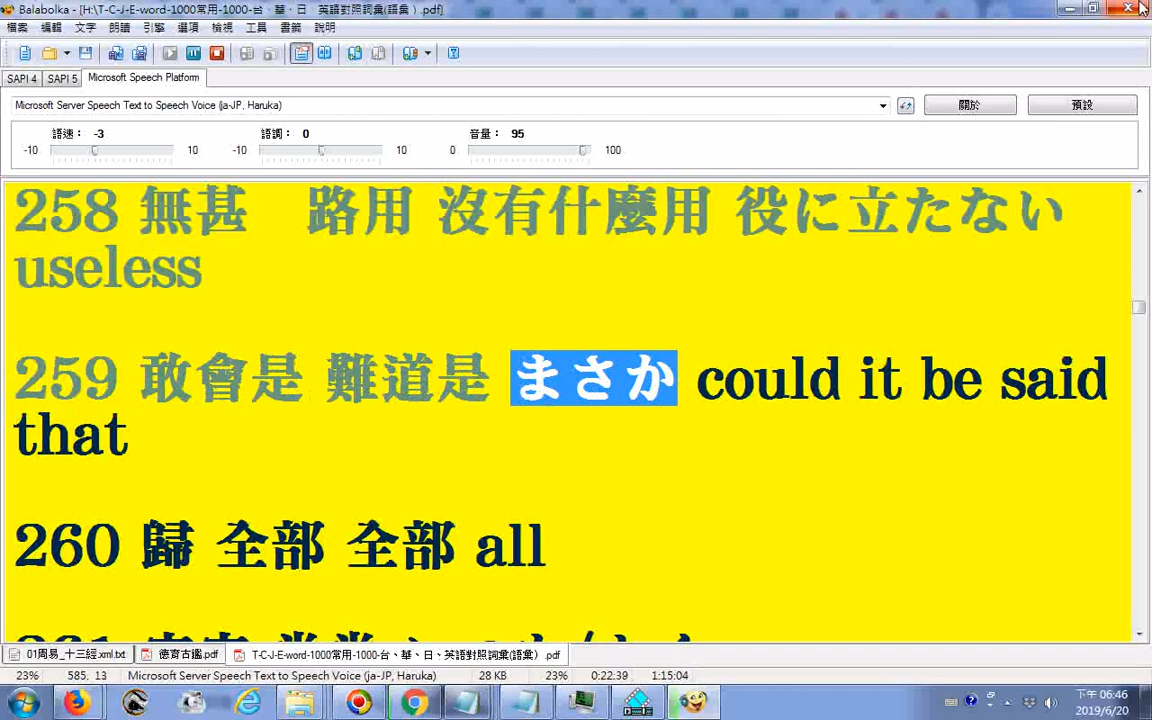 Balabolka - [H:\T-C-J-E-word-1000常用-1000-台、華、日、英語對照詞彙(語彙）.pdf]
檔案 編輯 文字 朗讀 引擎 選項 檢視 工具 書籤 說明
SAPI 4 SAPI 5 Microsoft Speech Platform
Microsoft Server Speech Text to Speech Voice (ja-JP, Haruka) 關於 預設
語速： -3 語調： 0 音量： 95
-10 10 -10 10 0 100
258 無甚　路用 沒有什麼用 役に立たない
useless
259 敢會是 難道是 まさか could it be said
that
260 歸 全部 全部 all
01周易_十三經.xml.txt 德育古鑑.pdf T-C-J-E-word-1000常用-1000-台、華、日、英語對照詞彙(語彙）.pdf
23% 585, 13 Microsoft Server Speech Text to Speech Voice (ja-JP, Haruka) 28 KB 23% 0:22:39 1:15:04
下午 06:46
2019/6/20